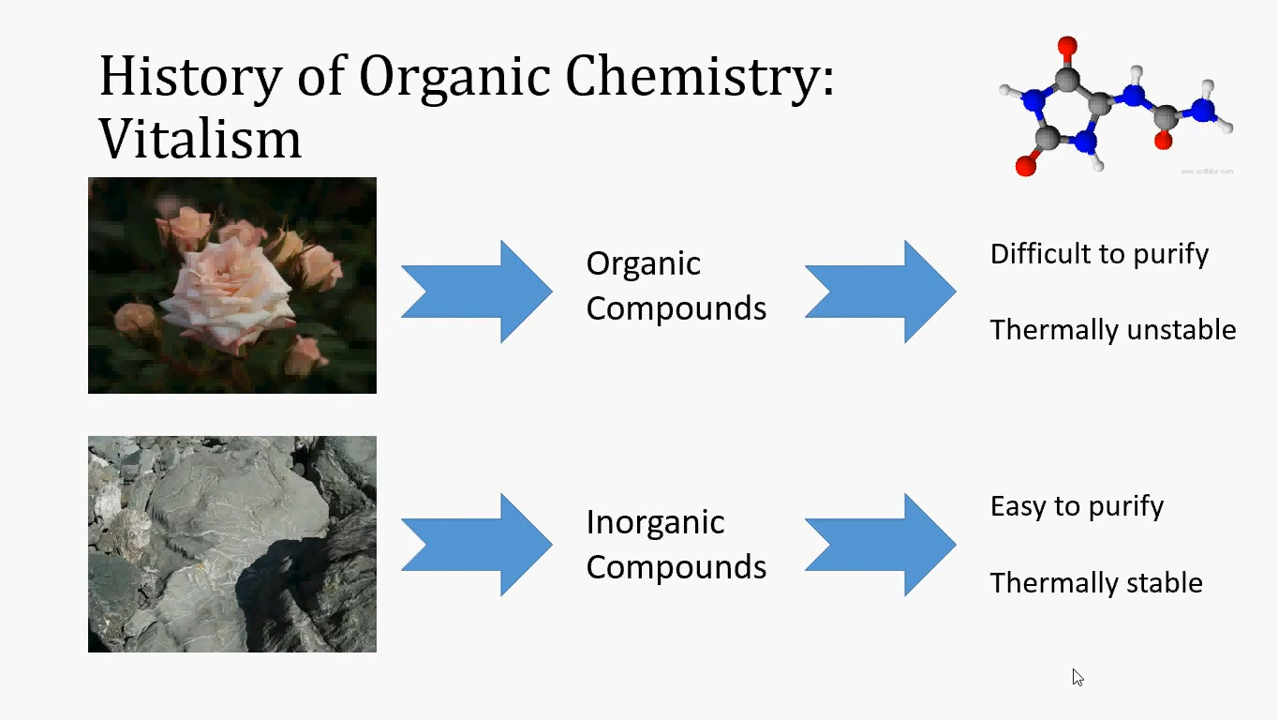 History of Organic Chemistry:
Vitalism
Organic
Compounds
Difficult to purify
Thermally unstable
Inorganic
Compounds
Easy to purify
Thermally stable